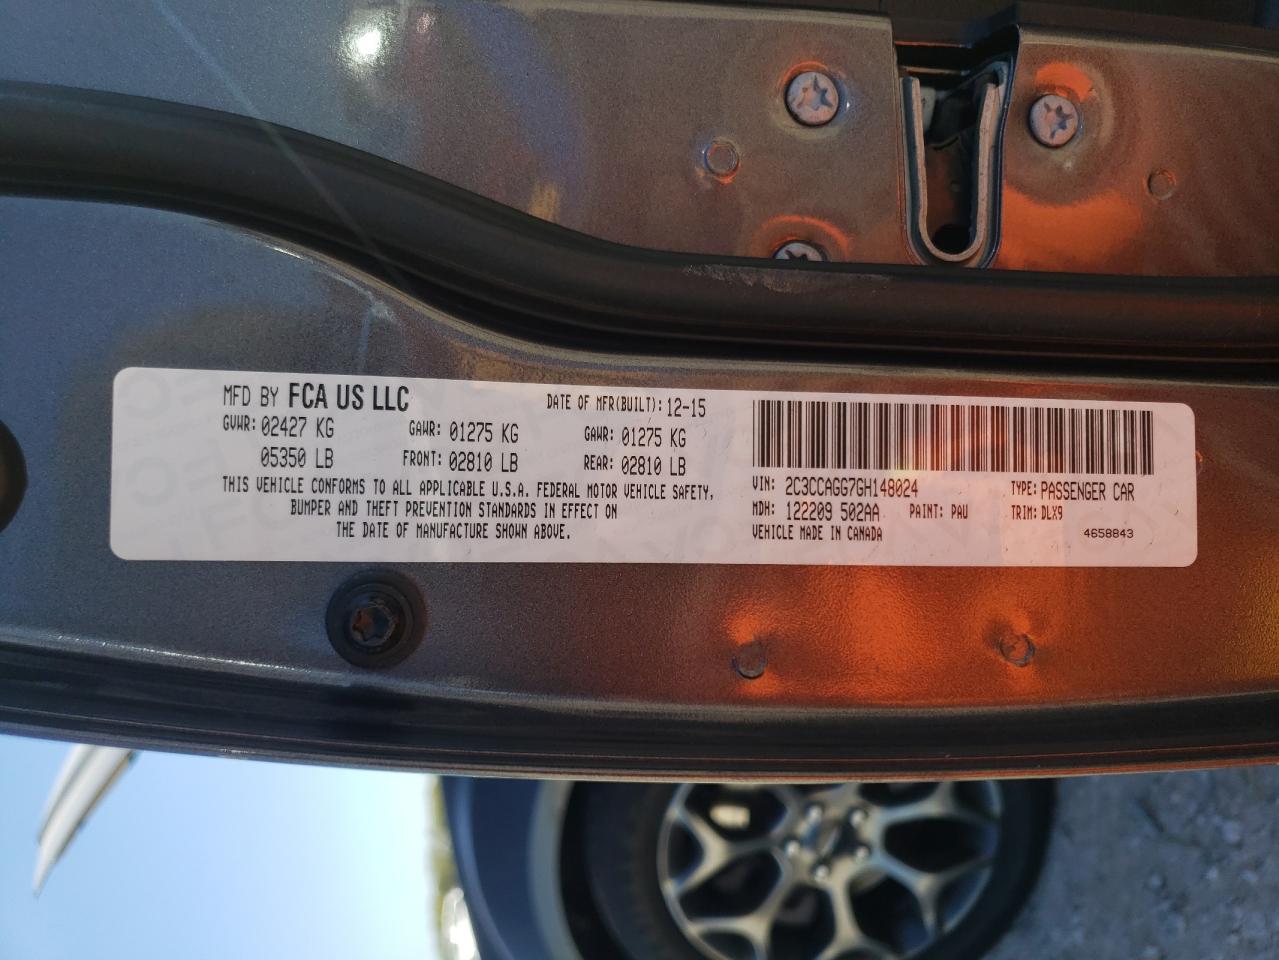 MFD BY FCA US LLC DATE OF MFR(BUILT): 12-15
GVWR: 02427 KG GAWR: 01275 KG GAWR: 01275 KG
05350 LB FRONT: 02810 LB REAR: 02810 LB
THIS VEHICLE CONFORMS TO ALL APPLICABLE U.S.A. FEDERAL MOTOR VEHICLE SAFETY,
BUMPER AND THEFT PREVENTION STANDARDS IN EFFECT ON
THE DATE OF MANUFACTURE SHOWN ABOVE.
VIN: 2C3CCAGG7GH148024 TYPE: PASSENGER CAR
MDH: 122209 502AA PAINT: PAU TRIM: DLX9
VEHICLE MADE IN CANADA 4658843